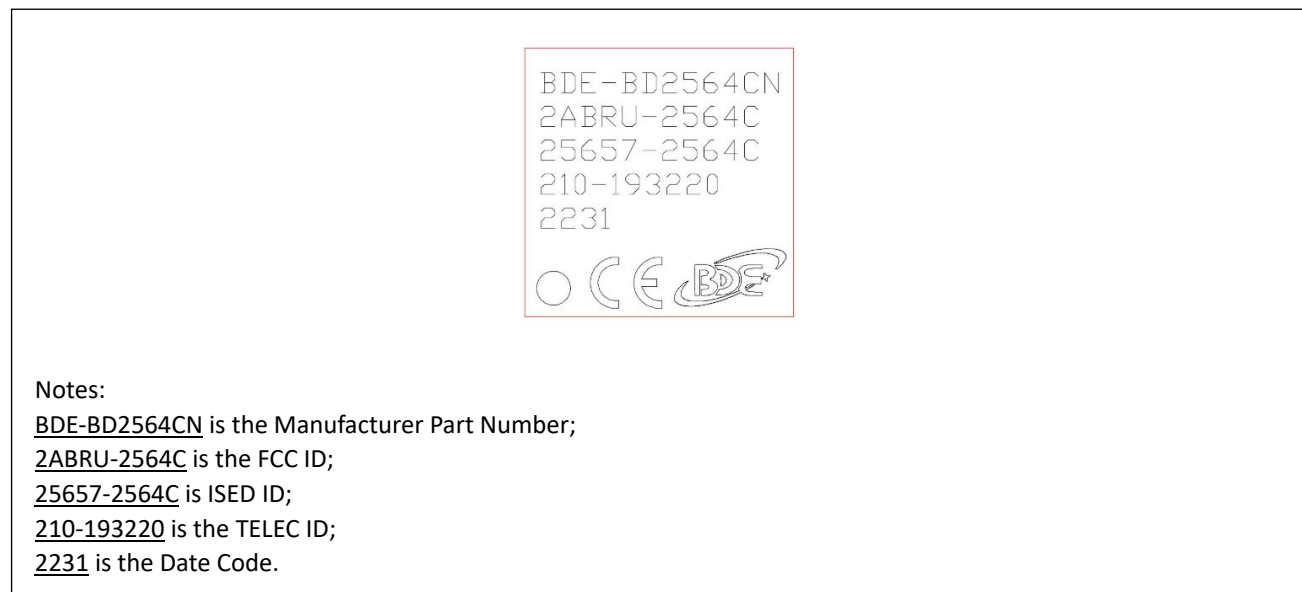 BDE-BD2564CN
2ABRU-2564C
25657-2564C
210-193220
2231
CE BDE
Notes:
BDE-BD2564CN is the Manufacturer Part Number;
2ABRU-2564C is the FCC ID;
25657-2564C is ISED ID;
210-193220 is the TELEC ID;
2231 is the Date Code.